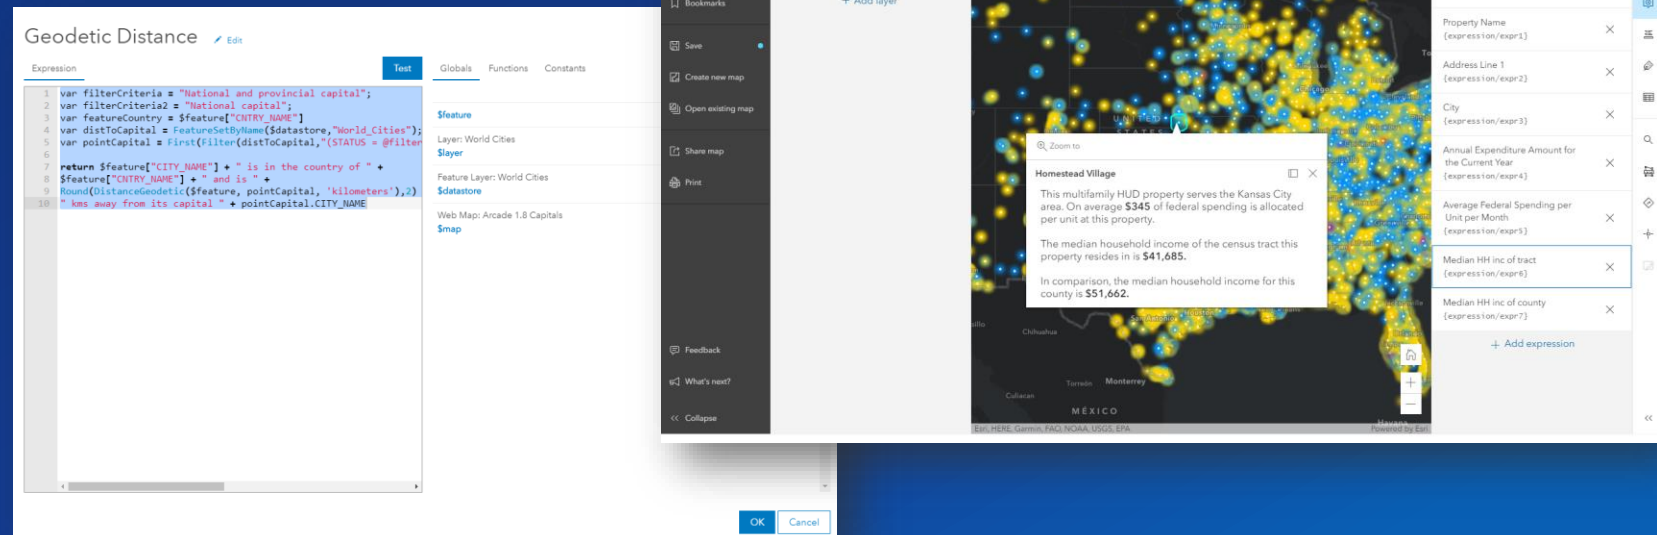 Geodetic Distance
Edit
Expression
Test
Globals Functions Constants
1 var filterCriteria = "National and provincial capital";
2 var filterCriteria2 = "National capital";
3 var featureCountry = $feature["CNTRY_NAME"]
4 var distToCapital = FeatureSetByName($datastore,"World_Cities");
5 var pointCapital = First(Filter(distToCapital,"(STATUS = @filter
6
7 return $feature["CITY_NAME"] + " is in the country of " +
8 $feature["CNTRY_NAME"] + " and is " +
9 Round(DistanceGeodetic($feature, pointCapital, 'kilometers'),2)
10 " kms away from its capital " + pointCapital.CITY_NAME
$feature
Layer: World Cities
$layer
Feature Layer: World Cities
$datastore
Web Map: Arcade 1.8 Capitals
$map
OK
Cancel
Bookmarks
Save
Create new map
Open existing map
Share map
Print
Feedback
What's next?
Collapse
+ Add layer
UNITED
STATES
Zoom to
Homestead Village
This multifamily HUD property serves the Kansas City
area. On average $345 of federal spending is allocated
per unit at this property.
The median household income of the census tract this
property resides in is $41,685.
In comparison, the median household income for this
county is $51,662.
San Antonio
Houston
Chihuahua
Torreón
Monterrey
Culiacan
MÉXICO
Havana
Esri, HERE, Garmin, FAO, NOAA, USGS, EPA
Powered by Esri
Property Name
{expression/expr1}
Address Line 1
{expression/expr2}
City
{expression/expr3}
Annual Expenditure Amount for
the Current Year
{expression/expr4}
Average Federal Spending per
Unit per Month
{expression/expr5}
Median HH inc of tract
{expression/expr6}
Median HH inc of county
{expression/expr7}
+ Add expression